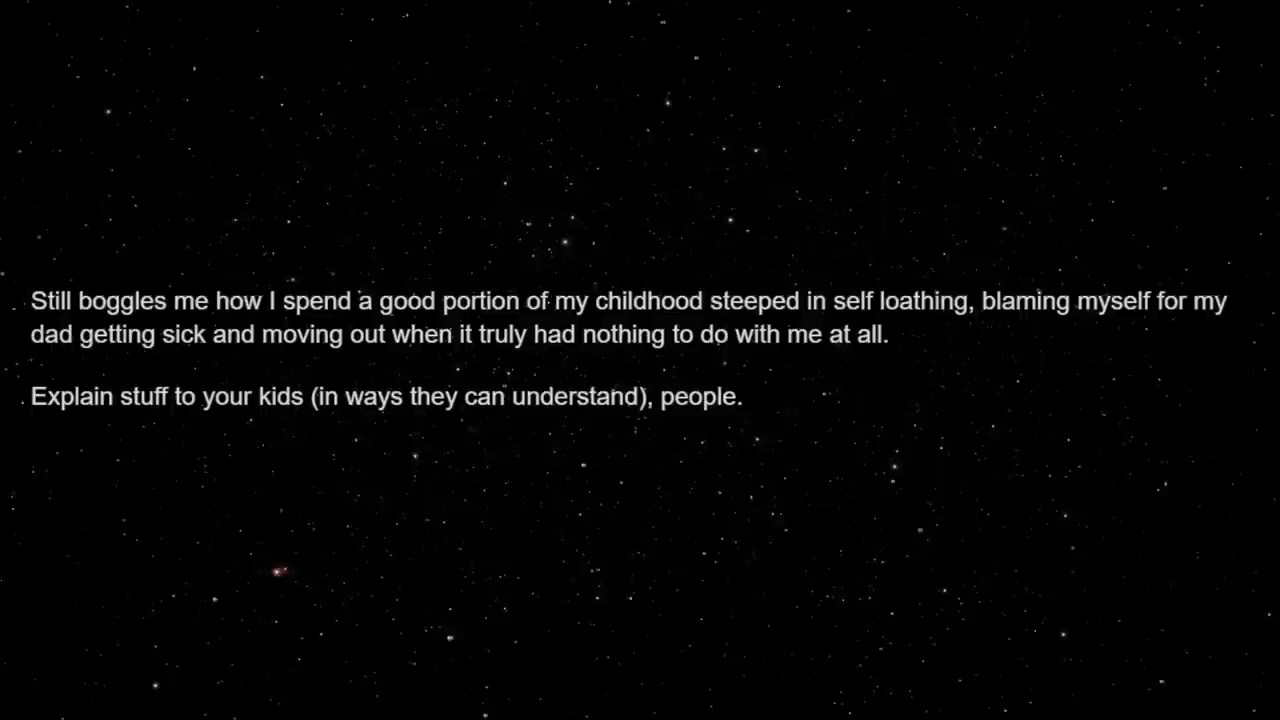 Still boggles me how I spend a good portion of my childhood steeped in self loathing, blaming myself for my
dad getting sick and moving out when it truly had nothing to do with me at all.
Explain stuff to your kids (in ways they can understand), people.